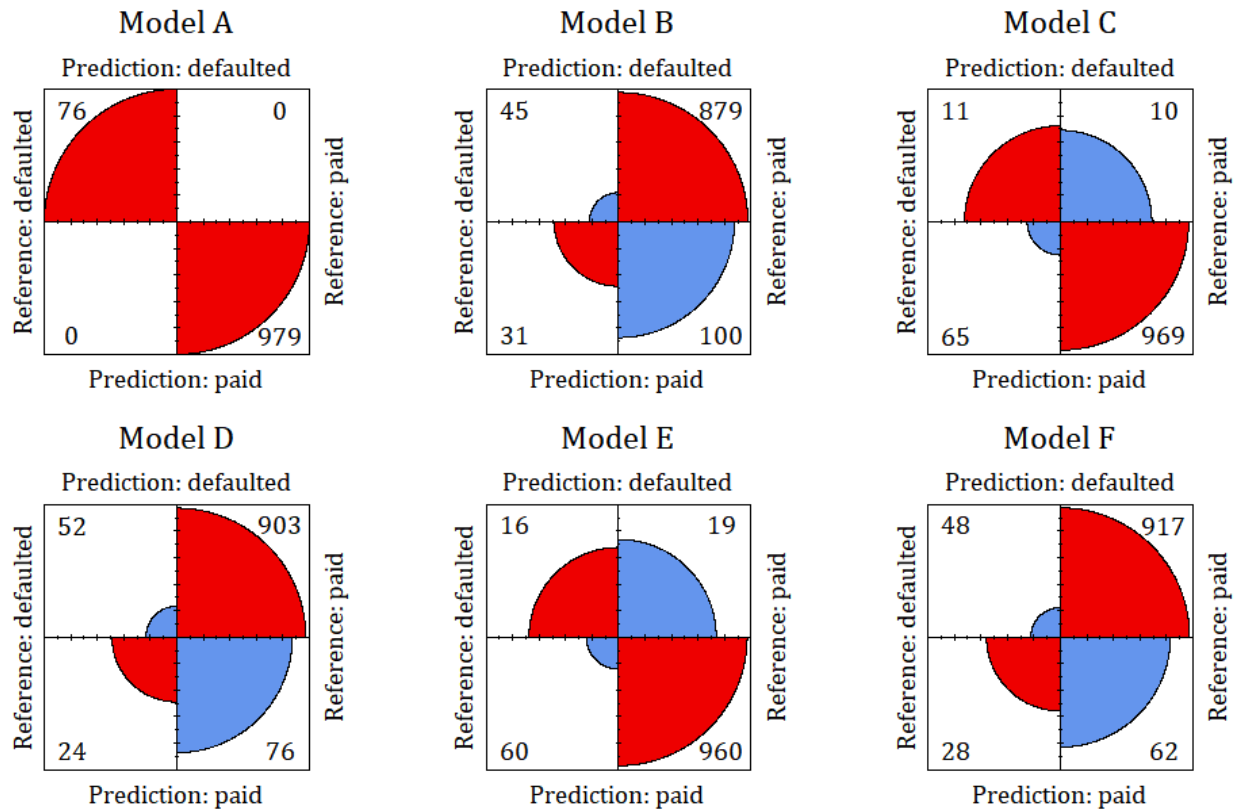 Model A
Prediction: defaulted
Reference: defaulted
76
0
0
979
Reference: paid
Prediction: paid
Model B
Prediction: defaulted
Reference: defaulted
45
879
31
100
Reference: paid
Prediction: paid
Model C
Prediction: defaulted
Reference: defaulted
11
10
65
969
Reference: paid
Prediction: paid
Model D
Prediction: defaulted
Reference: defaulted
52
903
24
76
Reference: paid
Prediction: paid
Model E
Prediction: defaulted
Reference: defaulted
16
19
60
960
Reference: paid
Prediction: paid
Model F
Prediction: defaulted
Reference: defaulted
48
917
28
62
Reference: paid
Prediction: paid